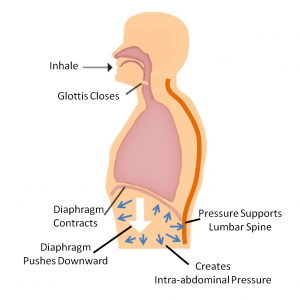 Inhale
Glottis Closes
Diaphragm
Contracts
Pressure Supports
Lumbar Spine
Diaphragm
Pushes Downward
Creates
Intra-abdominal Pressure